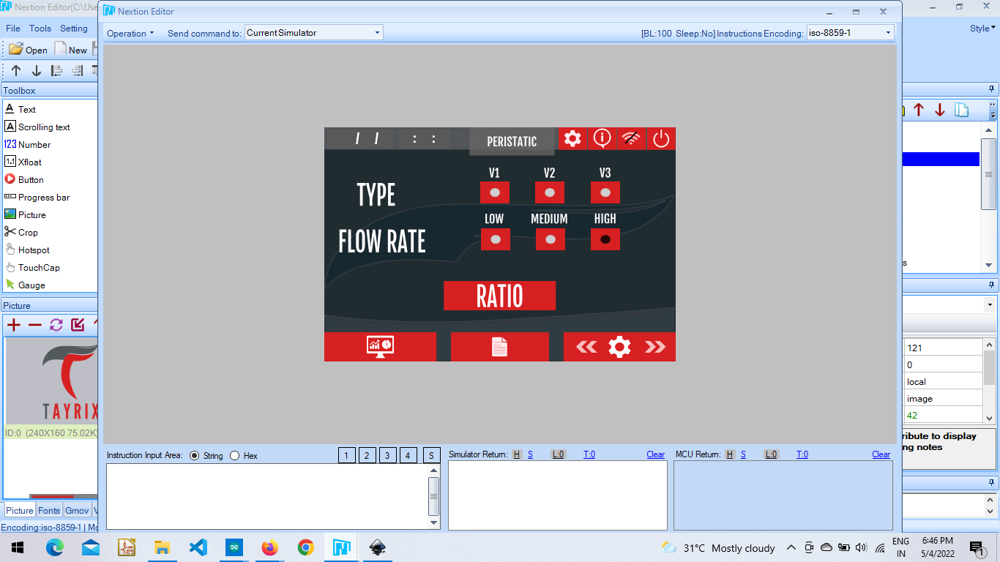 Nextion Editor(C:\Use
Nextion Editor
File Tools Setting
Operation Send command to: Current Simulator [BL:100 Sleep:No] Instructions Encoding: iso-8859-1
Style
Open New
Toolbox
Text
Scrolling text
Number
Xfloat
Button
Progress bar
Picture
Crop
Hotspot
TouchCap
Gauge
Picture
TAYRIX
ID:0 (240X160 75.02K)
Picture Fonts Gmov V
Encoding:iso-8859-1 | Mo
/ / : : PERISTATIC
V1 V2 V3
TYPE
LOW MEDIUM HIGH
FLOW RATE
RATIO
s
121
0
local
image
42
ribute to display
ng notes
Instruction Input Area: String Hex 1 2 3 4 S
Simulator Return: H S L:0 T:0 Clear
MCU Return: H S L:0 T:0 Clear
31°C Mostly cloudy
ENG
IN
6:46 PM
5/4/2022
1